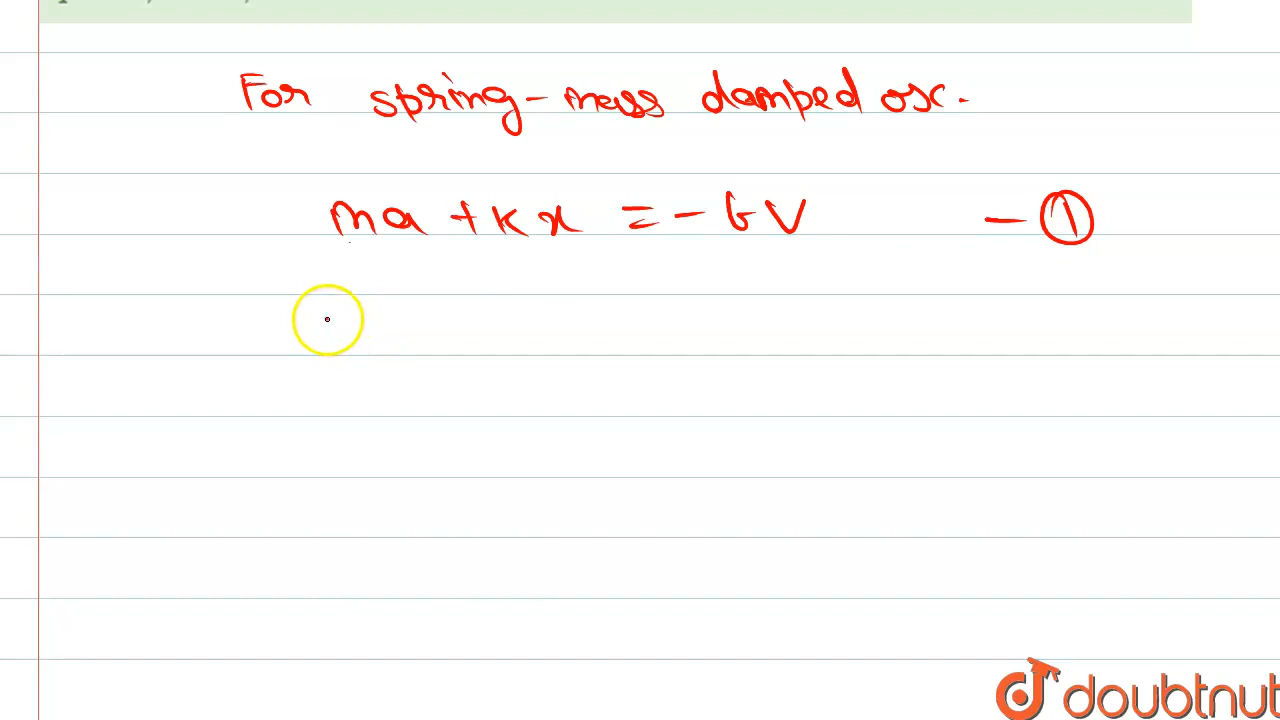 For spring-mass damped osc.
ma + kx = - bv - ①
doubtnut